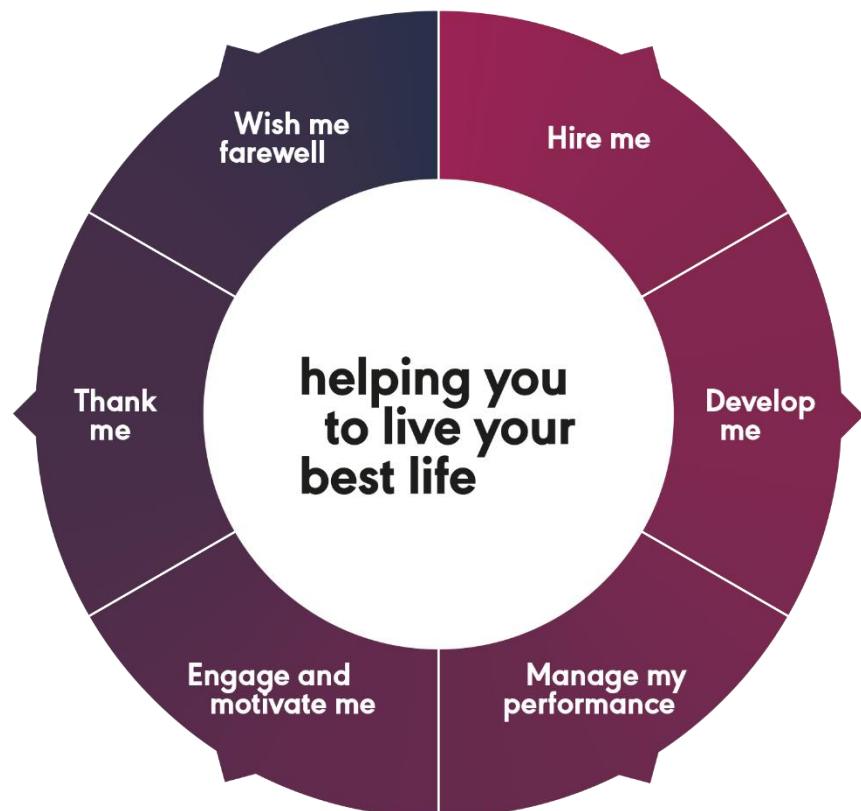 Wish me
farewell
Hire me
Thank
me
helping you
to live your
best life
Develop
me
Engage and
motivate me
Manage my
performance